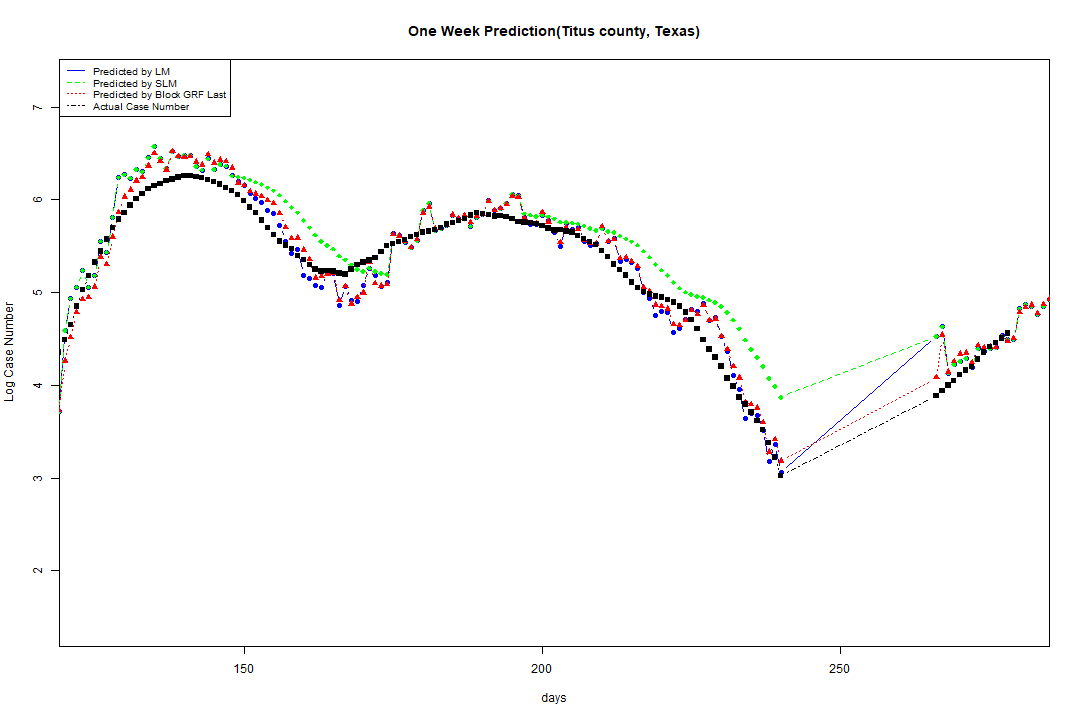 One Week Prediction(Titus county, Texas)
Predicted by LM
Predicted by SLM
Predicted by Block GRF Last
Actual Case Number
7
6
5
4
3
2
Log Case Number
150
200
250
days